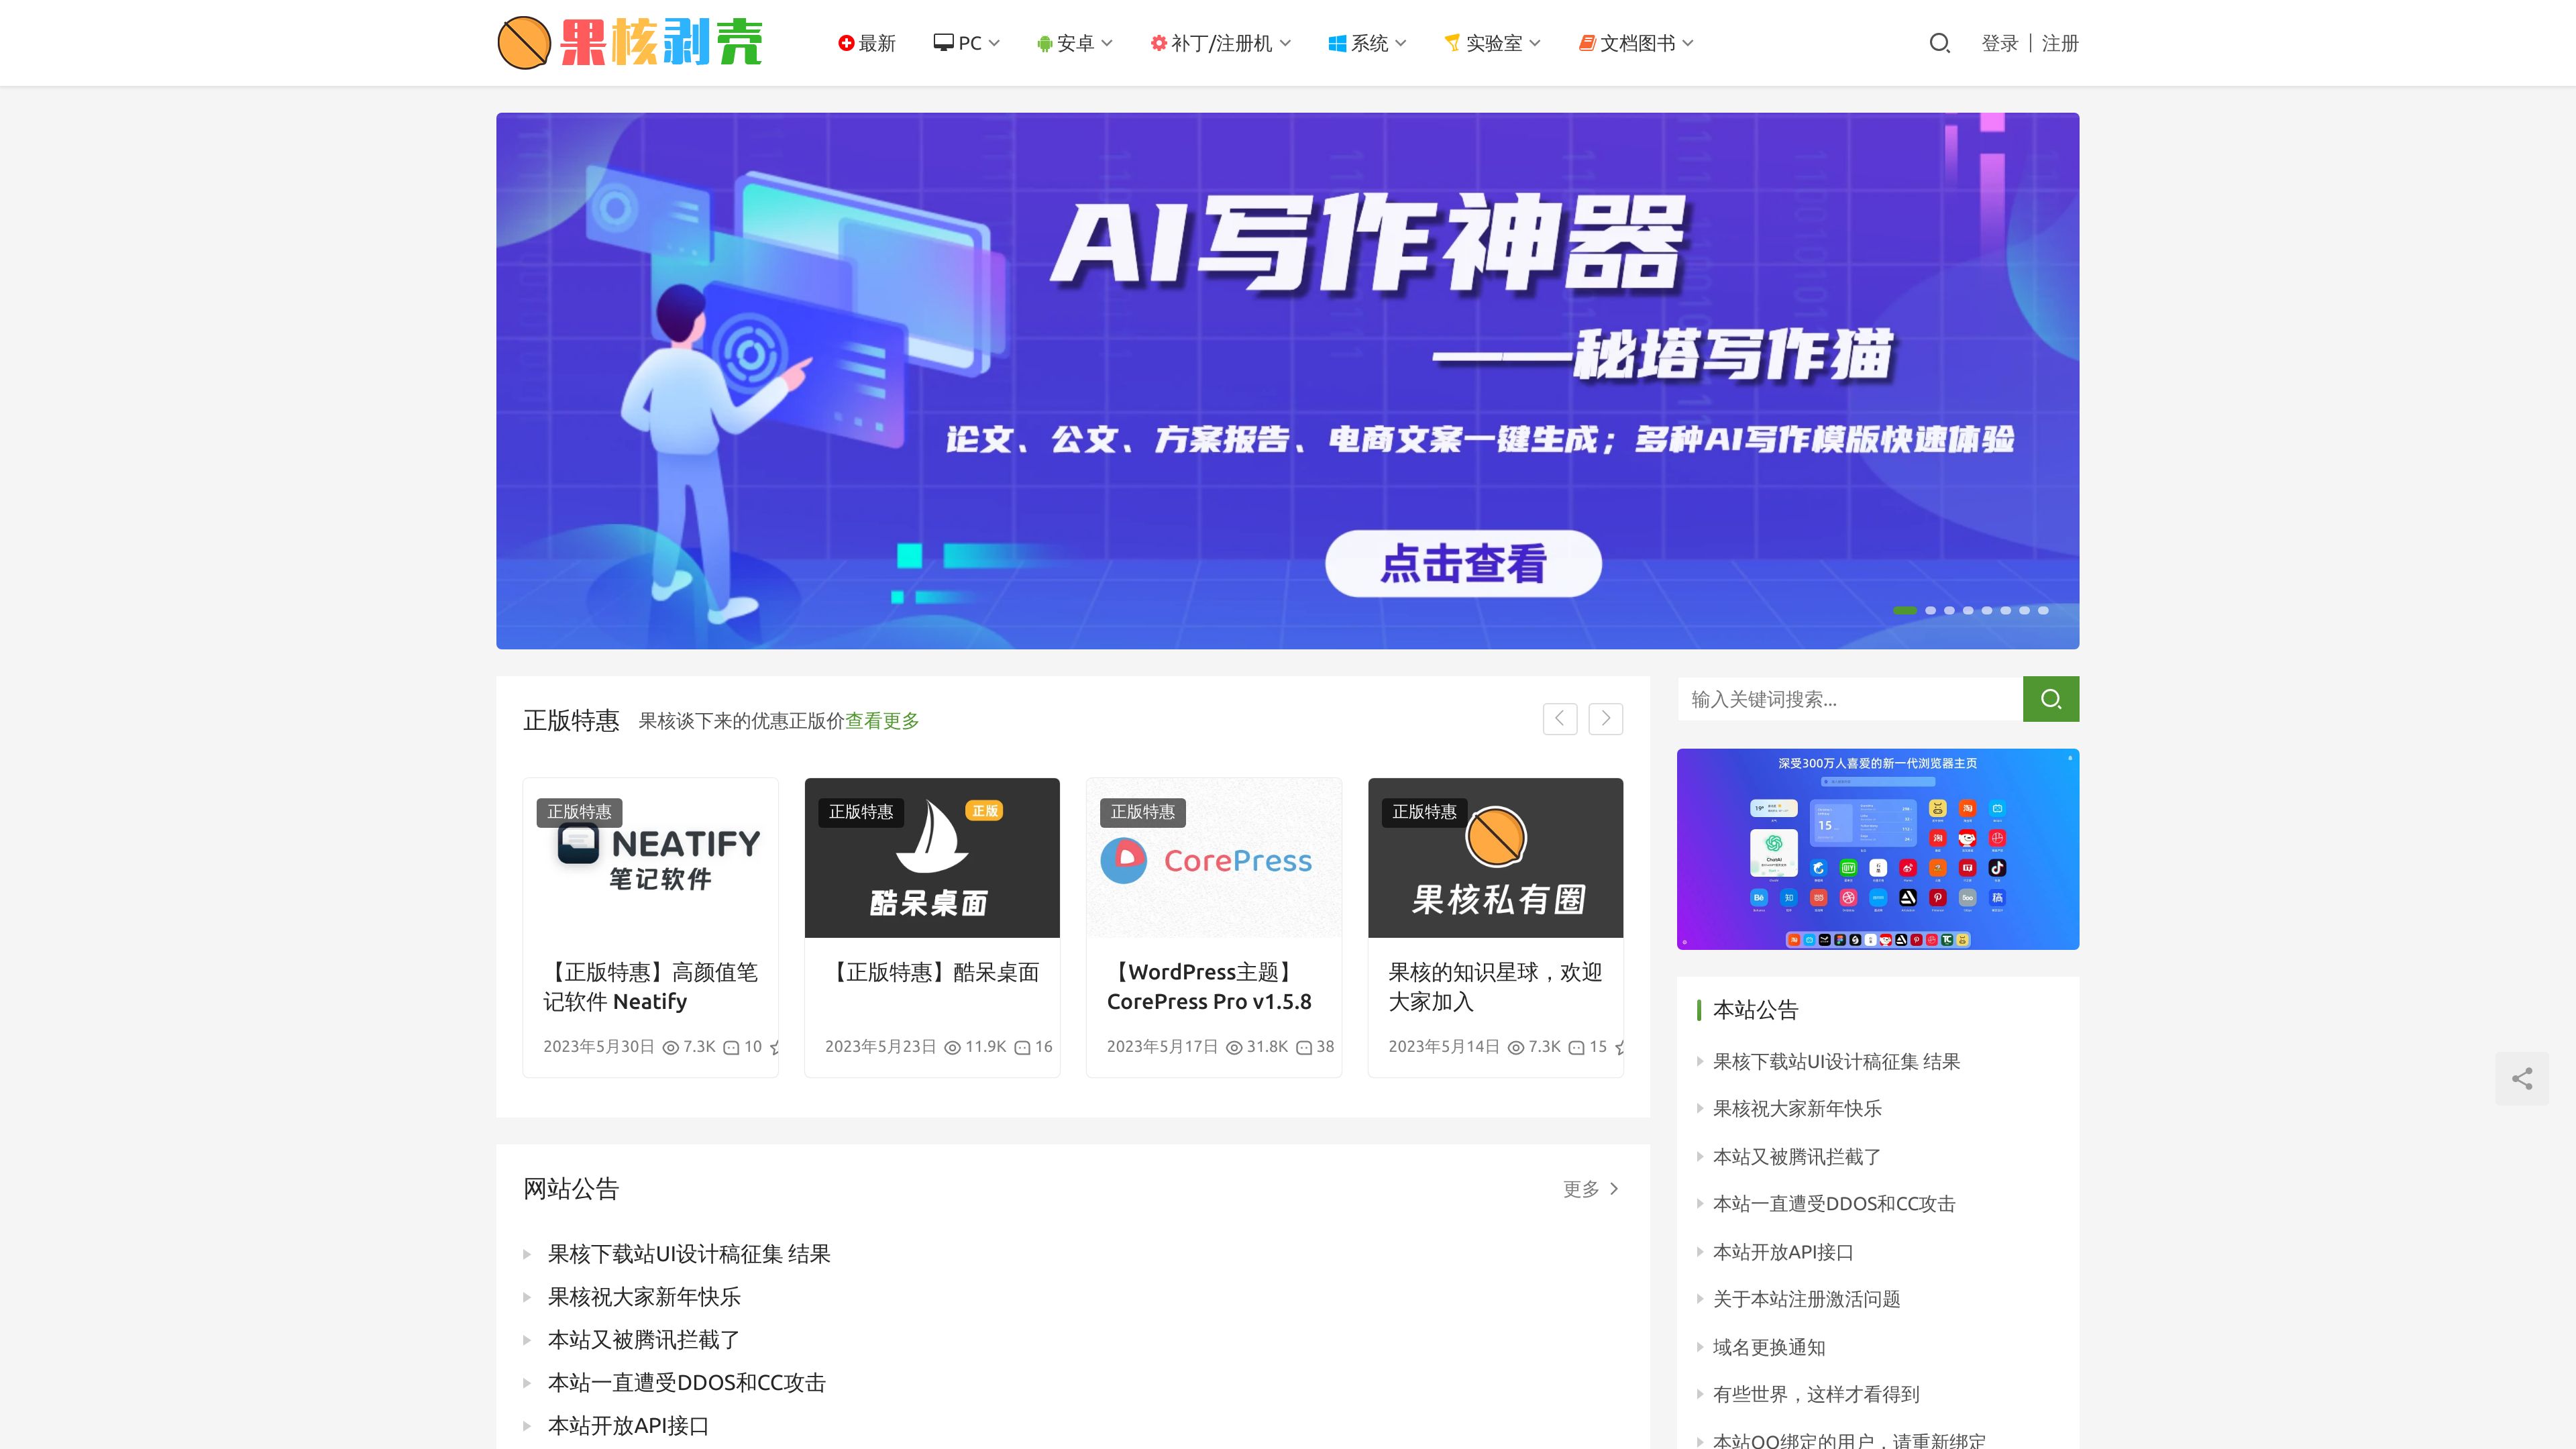 果核剥壳
最新 PC 安卓 补丁/注册机 系统 实验室 文档图书 登录 | 注册
AI写作神器
——秘塔写作猫
论文、公文、方案报告、电商文案一键生成；多种AI写作模版快速体验
点击查看
正版特惠 果核谈下来的优惠正版价查看更多
正版特惠
NEATIFY
笔记软件
【正版特惠】高颜值笔
记软件 Neatify
2023年5月30日 7.3K 10
正版特惠
正版
酷呆桌面
【正版特惠】酷呆桌面
2023年5月23日 11.9K 16
正版特惠
CorePress
【WordPress主题】
CorePress Pro v1.5.8
2023年5月17日 31.8K 38
正版特惠
果核私有圈
果核的知识星球，欢迎
大家加入
2023年5月14日 7.3K 15
网站公告
更多
果核下载站UI设计稿征集 结果
果核祝大家新年快乐
本站又被腾讯拦截了
本站一直遭受DDOS和CC攻击
本站开放API接口
输入关键词搜索...
深受300万人喜爱的新一代浏览器主页
本站公告
果核下载站UI设计稿征集 结果
果核祝大家新年快乐
本站又被腾讯拦截了
本站一直遭受DDOS和CC攻击
本站开放API接口
关于本站注册激活问题
域名更换通知
有些世界，这样才看得到
本站QQ绑定的用户，请重新绑定